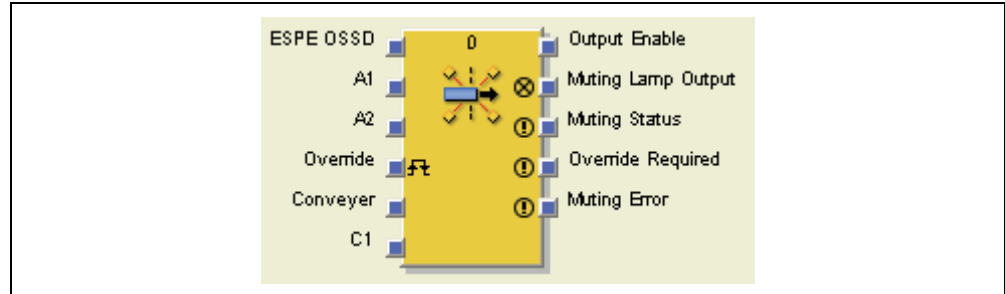 ESPE OSSD 0 Output Enable
A1 Muting Lamp Output
A2 Muting Status
Override Override Required
Conveyer Muting Error
C1